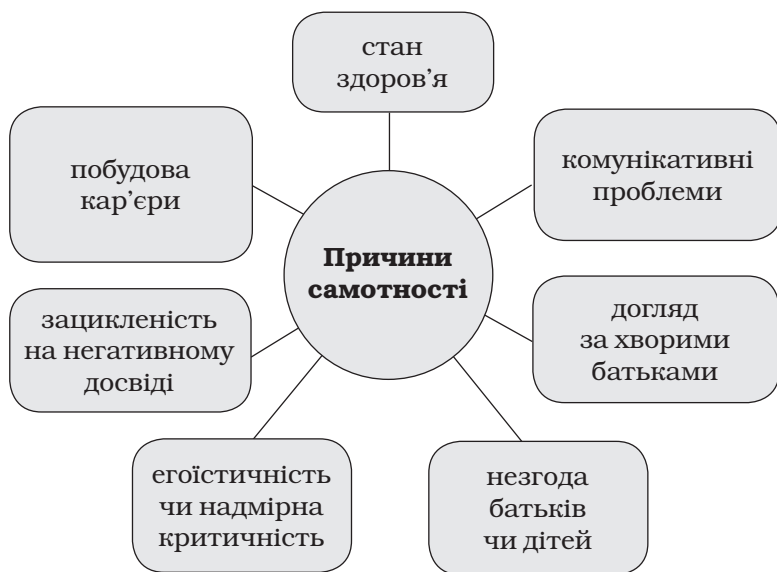 стан
здоров’я
побудова
кар’єри
комунікативні
проблеми
Причини
самотності
зацикленість
на негативному
досвіді
догляд
за хворими
батьками
егоїстичність
чи надмірна
критичність
незгода
батьків
чи дітей